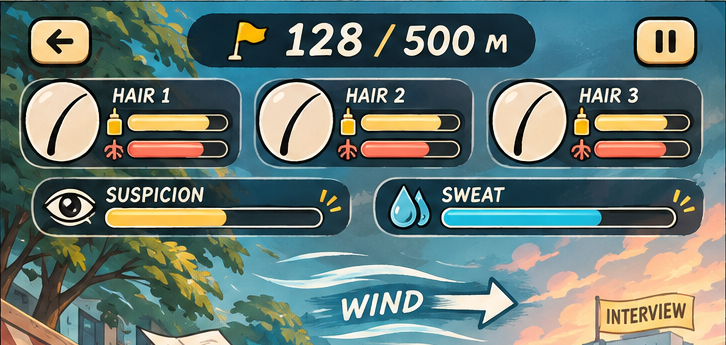 128 / 500 M
HAIR 1
HAIR 2
HAIR 3
SUSPICION
SWEAT
WIND
INTERVIEW